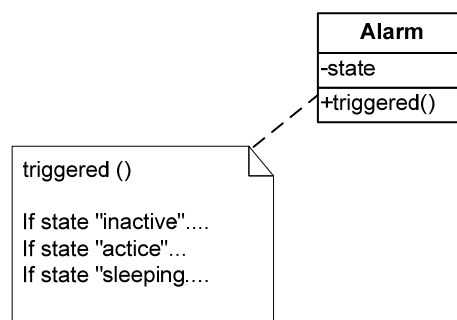 Alarm
-state
+triggered()
triggered ()
If state "inactive"....
If state "actice"...
If state "sleeping....